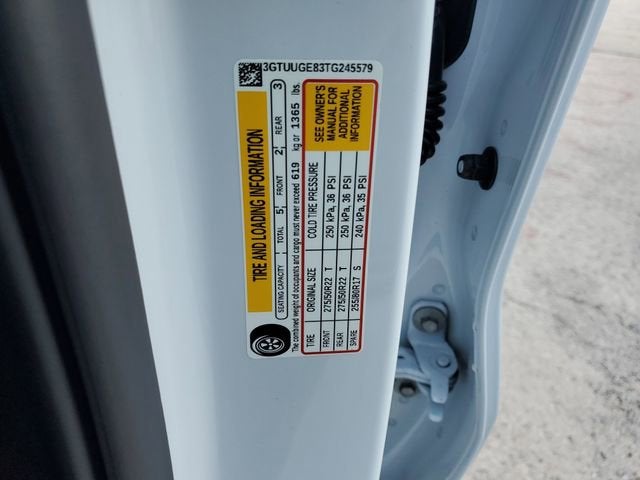 3GTUUGE83TG245579
TIRE AND LOADING INFORMATION
SEATING CAPACITY TOTAL 5 FRONT 2 REAR 3
The combined weight of occupants and cargo must never exceed 619 kg or 1365 lbs.
TIRE ORIGINAL SIZE COLD TIRE PRESSURE
FRONT 275/50R22 T 250 kPa, 36 PSI
REAR 275/50R22 T 250 kPa, 36 PSI
SPARE 255/80R17 S 240 kPa, 35 PSI
SEE OWNER'S
MANUAL FOR
ADDITIONAL
INFORMATION